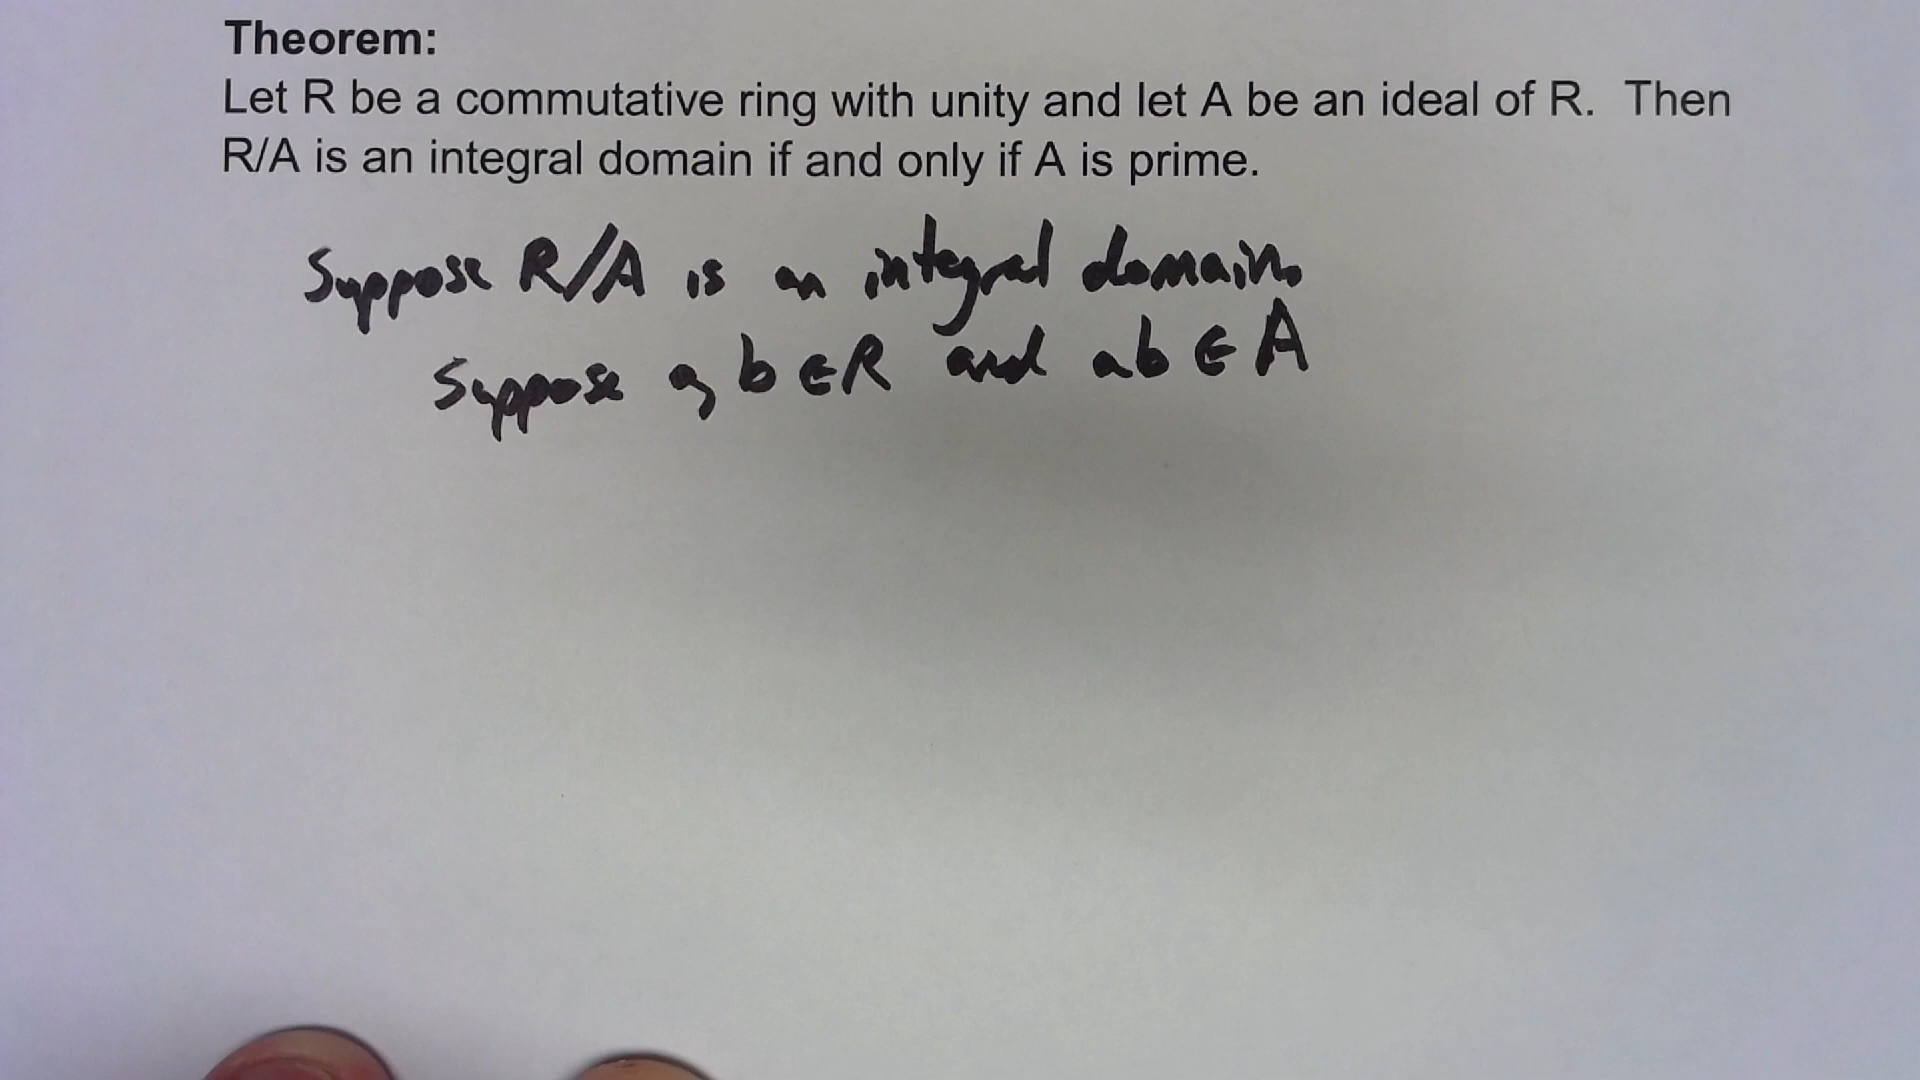 Theorem:
Let R be a commutative ring with unity and let A be an ideal of R. Then
R/A is an integral domain if and only if A is prime.
Suppose R/A is an integral domain.
Suppose a, b ∈ R and ab ∈ A